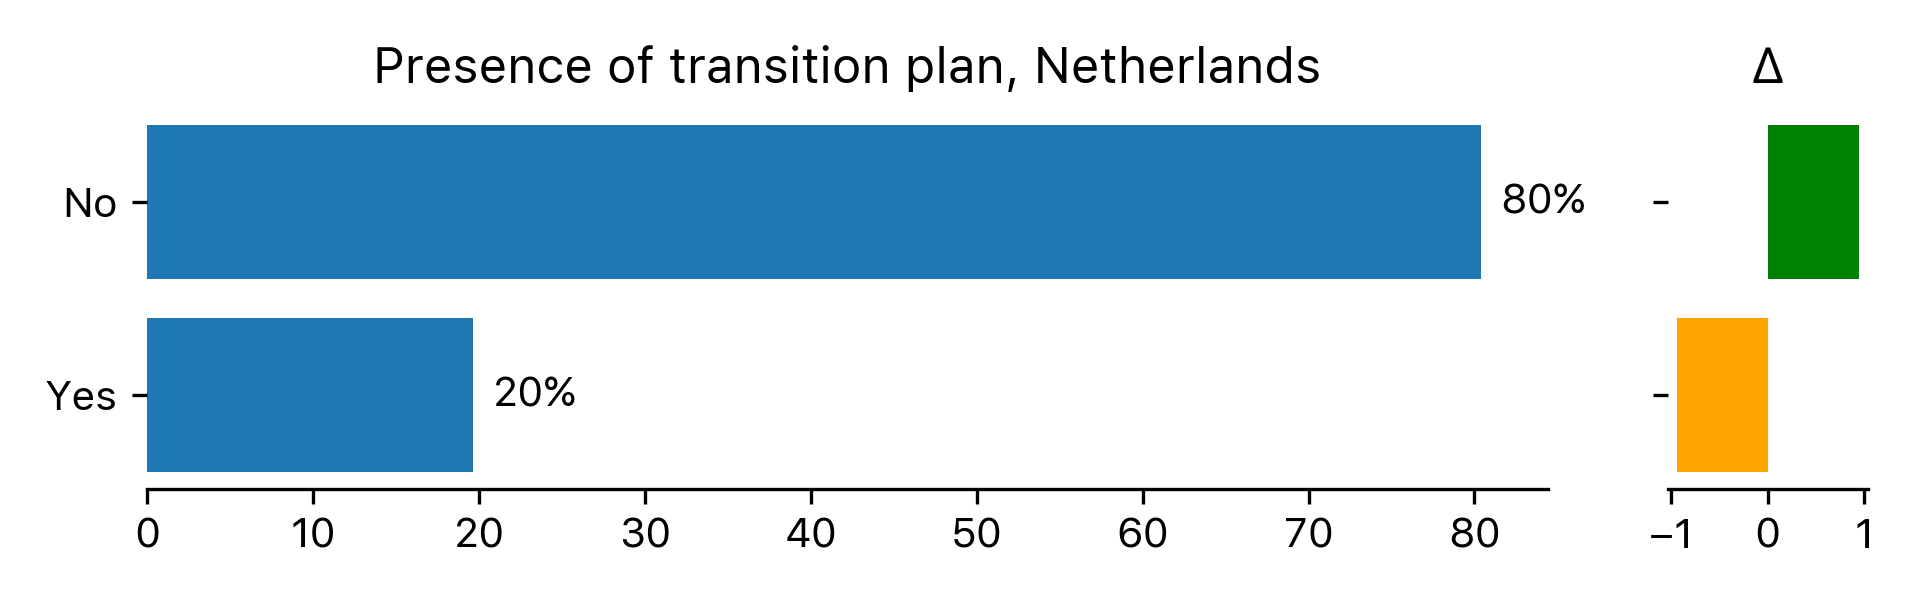 Presence of transition plan, Netherlands Δ
No 80%
Yes 20%
0 10 20 30 40 50 60 70 80 −1 0 1